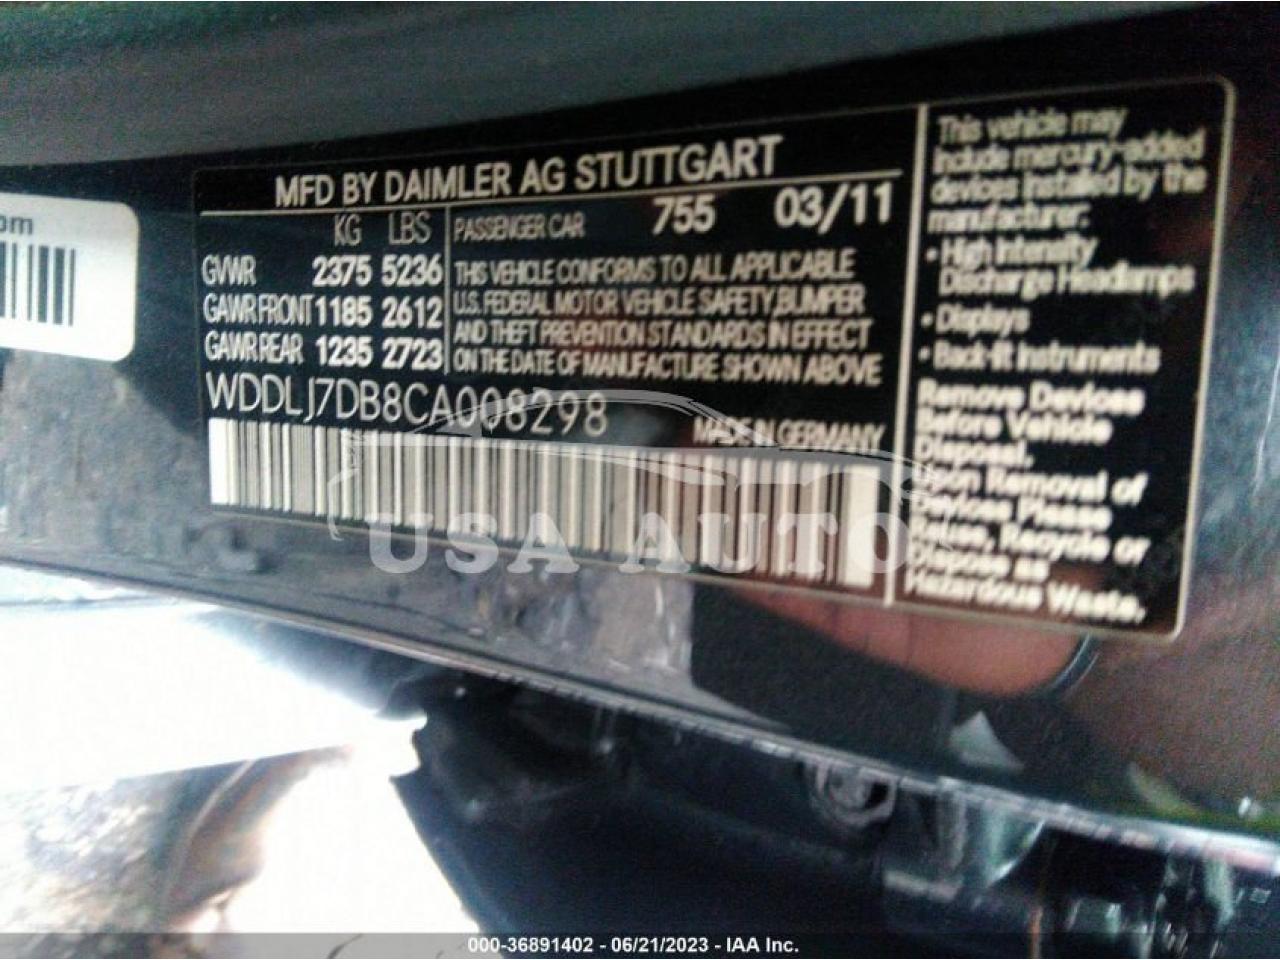 om
MFD BY DAIMLER AG STUTTGART
KG LBS
GVWR 2375 5236
GAWR FRONT 1185 2612
GAWR REAR 1235 2723
PASSENGER CAR 755 03/11
THIS VEHICLE CONFORMS TO ALL APPLICABLE
U.S. FEDERAL MOTOR VEHICLE SAFETY,BUMPER
AND THEFT PREVENTION STANDARDS IN EFFECT
ON THE DATE OF MANUFACTURE SHOWN ABOVE
WDDLJ7DB8CA008298
MADE IN GERMANY
This vehicle may
include mercury-added
devices installed by the
manufacturer:
• High Intensity
Discharge Headlamps
• Displays
• Back-lit Instruments
Remove Devices
Before Vehicle
Disposal.
Upon Removal of
Devices Please
Reuse, Recycle or
Dispose as
Hazardous Waste.
USA AUTO
000-36891402 - 06/21/2023 - IAA Inc.